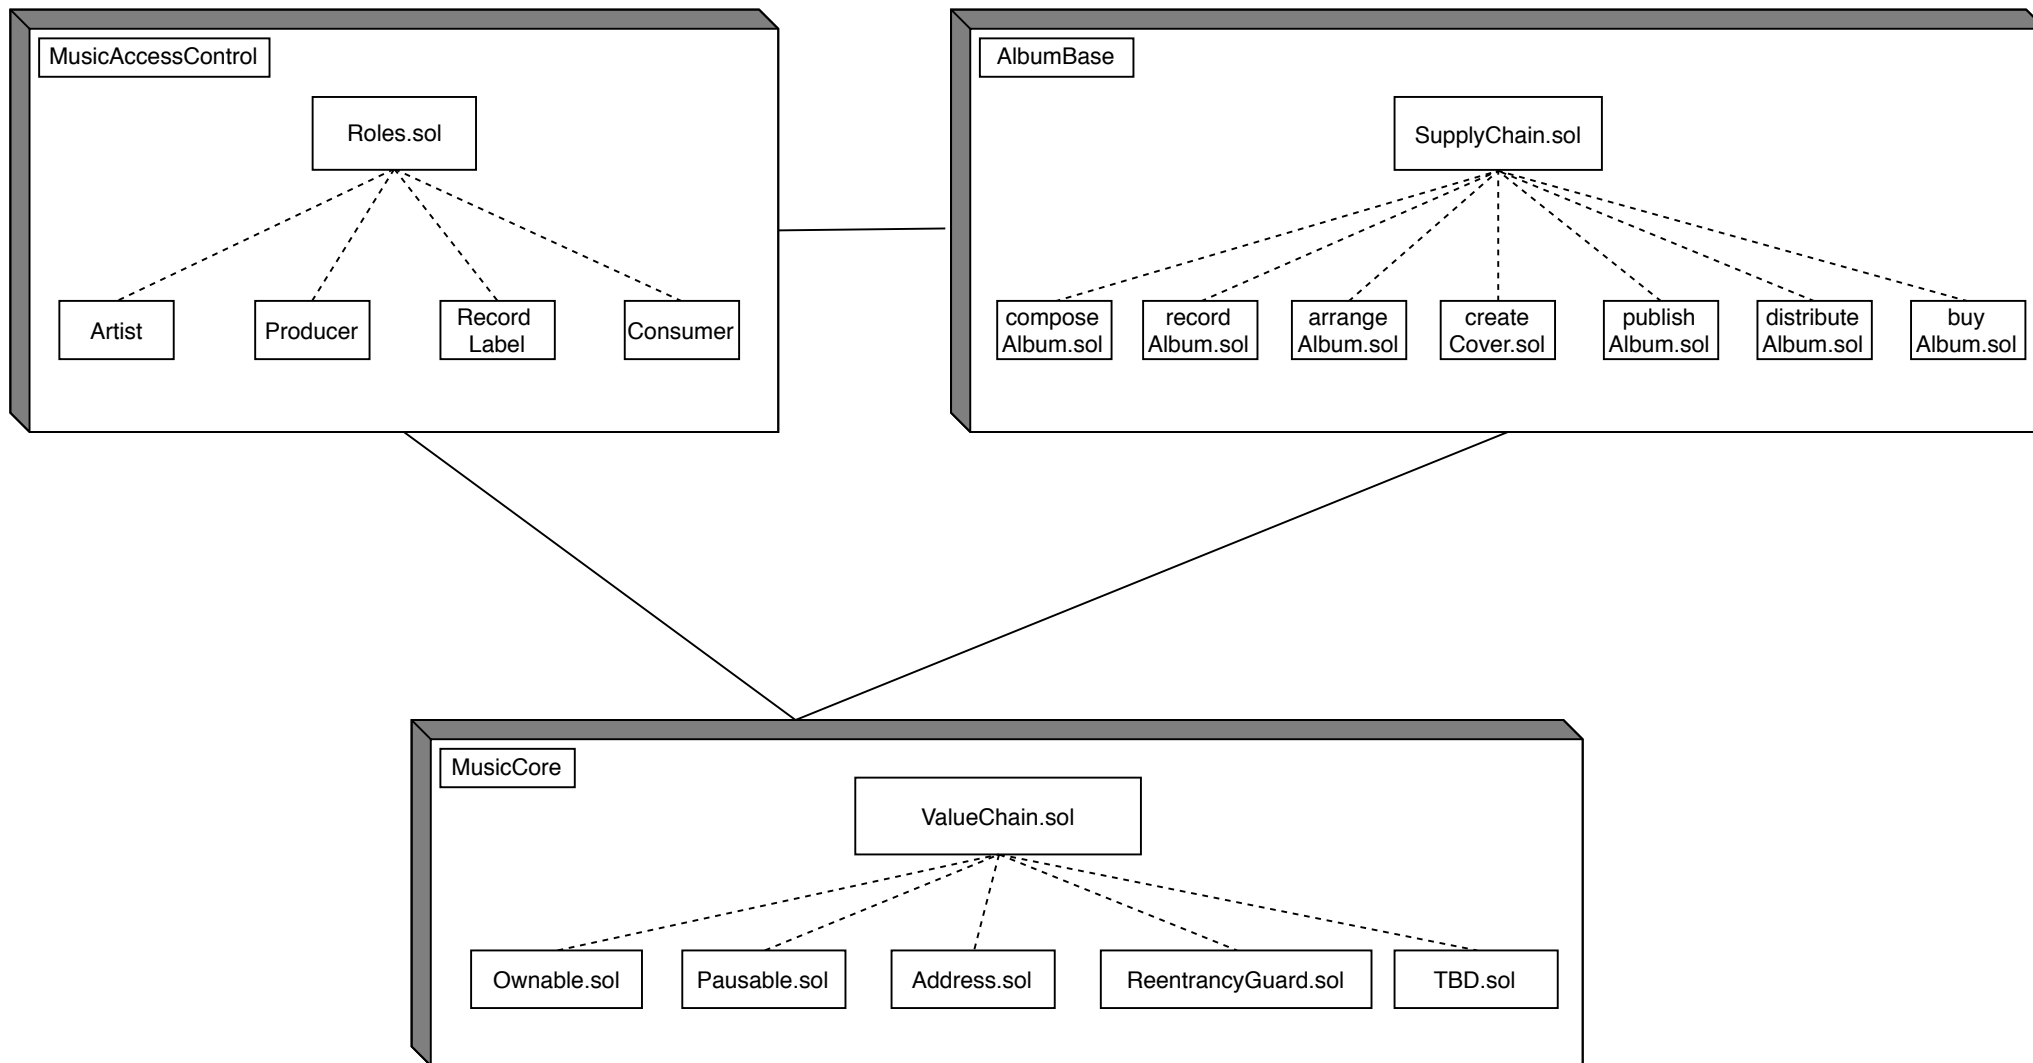 MusicAccessControl
Roles.sol
Artist
Producer
Record
Label
Consumer
AlbumBase
SupplyChain.sol
compose
Album.sol
record
Album.sol
arrange
Album.sol
create
Cover.sol
publish
Album.sol
distribute
Album.sol
buy
Album.sol
MusicCore
ValueChain.sol
Ownable.sol
Pausable.sol
Address.sol
ReentrancyGuard.sol
TBD.sol